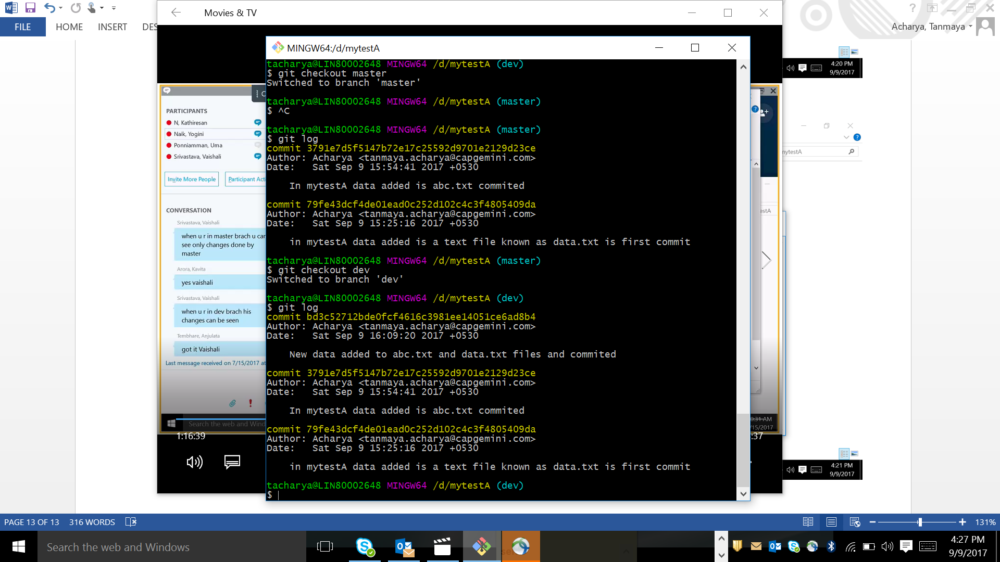 Movies & TV
FILE
HOME
INSERT
DES
Acharya, Tanmaya
MINGW64:/d/mytestA
tacharya@LIN80002648 MINGW64 /d/mytestA (dev)
$ git checkout master
Switched to branch 'master'
tacharya@LIN80002648 MINGW64 /d/mytestA (master)
$ ^C
tacharya@LIN80002648 MINGW64 /d/mytestA (master)
$ git log
commit 3791e7d5f5147b72e17c25592d9701e2129d23ce
Author: Acharya <tanmaya.acharya@capgemini.com>
Date:   Sat Sep 9 15:54:41 2017 +0530
In mytestA data added is abc.txt commited
commit 79fe43dcf4de01ead0c252d102c4c3f4805409da
Author: Acharya <tanmaya.acharya@capgemini.com>
Date:   Sat Sep 9 15:25:16 2017 +0530
in mytestA data added is a text file known as data.txt is first commit
tacharya@LIN80002648 MINGW64 /d/mytestA (master)
$ git checkout dev
Switched to branch 'dev'
tacharya@LIN80002648 MINGW64 /d/mytestA (dev)
$ git log
commit bd3c52712bde0fcf4616c3981ee14051ce6ad8b4
Author: Acharya <tanmaya.acharya@capgemini.com>
Date:   Sat Sep 9 16:09:20 2017 +0530
New data added to abc.txt and data.txt files and commited
commit 3791e7d5f5147b72e17c25592d9701e2129d23ce
Author: Acharya <tanmaya.acharya@capgemini.com>
Date:   Sat Sep 9 15:54:41 2017 +0530
In mytestA data added is abc.txt commited
commit 79fe43dcf4de01ead0c252d102c4c3f4805409da
Author: Acharya <tanmaya.acharya@capgemini.com>
Date:   Sat Sep 9 15:25:16 2017 +0530
in mytestA data added is a text file known as data.txt is first commit
tacharya@LIN80002648 MINGW64 /d/mytestA (dev)
$
PARTICIPANTS
N, Kathiresan
Naik, Yogini
Ponniamman, Uma
Srivastava, Vaishali
Invite More People
Participant Acti
CONVERSATION
Srivastava, Vaishali
when u r in master brach u can
see only changes done by
master
Arora, Kavita
yes vaishali
Srivastava, Vaishali
when u r in dev brach his
changes can be seen
Tembhare, Anjulata
got it Vaishali
Last message received on 7/15/2017 at
Search the web and Wind
1:16:39
4:20 PM
9/9/2017
mytestA
estA
0:31 AM
/15/2017
:37
4:21 PM
9/9/2017
PAGE 13 OF 13
316 WORDS
131%
Search the web and Windows
4:27 PM
9/9/2017